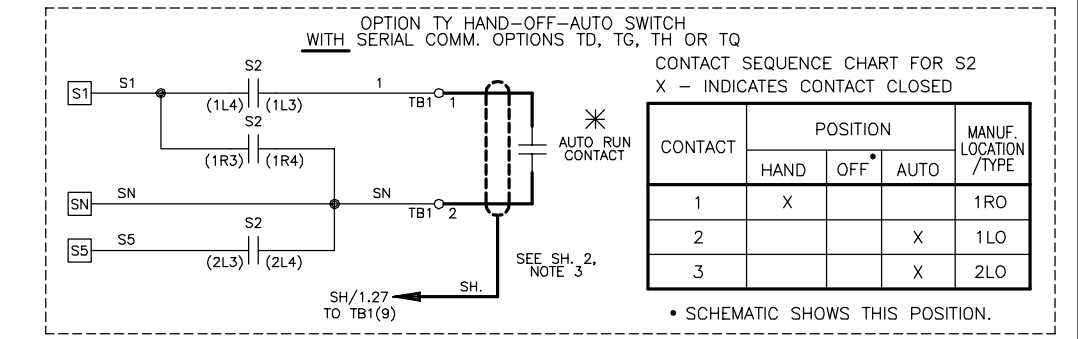 OPTION TY HAND-OFF-AUTO SWITCH
WITH SERIAL COMM. OPTIONS TD, TG, TH OR TQ
S1 S1 S2 1 TB1 1
(1L4) (1L3)
S2
(1R3) (1R4)
SN SN SN TB1 2
S5 S5 S2
(2L3) (2L4)
AUTO RUN
CONTACT
SEE SH. 2,
NOTE 3
SH.
SH/1.27
TO TB1(9)
CONTACT SEQUENCE CHART FOR S2
X - INDICATES CONTACT CLOSED
CONTACT POSITION MANUF. LOCATION /TYPE
HAND OFF• AUTO
1 X 1RO
2 X 1LO
3 X 2LO
• SCHEMATIC SHOWS THIS POSITION.